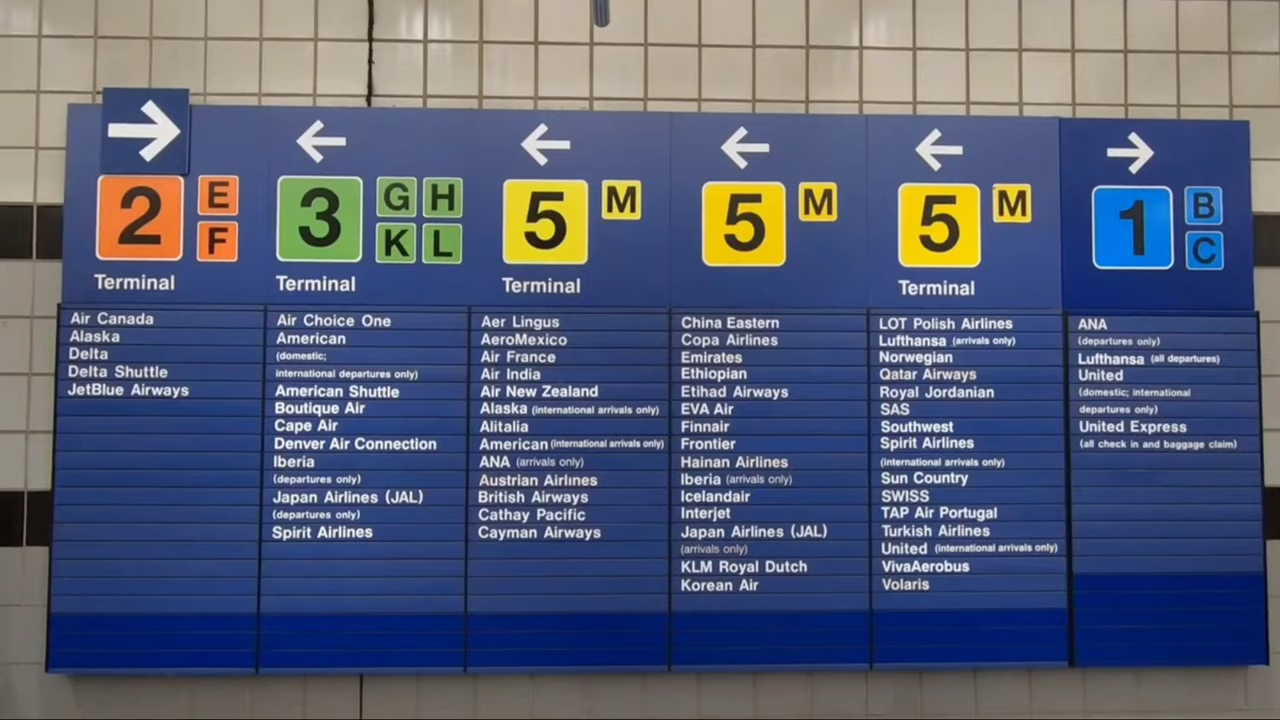 2 E F
Terminal
Air Canada
Alaska
Delta
Delta Shuttle
JetBlue Airways
3 G H K L
Terminal
Air Choice One
American
(domestic;
international departures only)
American Shuttle
Boutique Air
Cape Air
Denver Air Connection
Iberia
(departures only)
Japan Airlines (JAL)
(departures only)
Spirit Airlines
5 M
Terminal
Aer Lingus
AeroMexico
Air France
Air India
Air New Zealand
Alaska (international arrivals only)
Alitalia
American (international arrivals only)
ANA (arrivals only)
Austrian Airlines
British Airways
Cathay Pacific
Cayman Airways
5 M
China Eastern
Copa Airlines
Emirates
Ethiopian
Etihad Airways
EVA Air
Finnair
Frontier
Hainan Airlines
Iberia (arrivals only)
Icelandair
Interjet
Japan Airlines (JAL)
(arrivals only)
KLM Royal Dutch
Korean Air
5 M
Terminal
LOT Polish Airlines
Lufthansa (arrivals only)
Norwegian
Qatar Airways
Royal Jordanian
SAS
Southwest
Spirit Airlines
(international arrivals only)
Sun Country
SWISS
TAP Air Portugal
Turkish Airlines
United (international arrivals only)
VivaAerobus
Volaris
1 B C
ANA
(departures only)
Lufthansa (all departures)
United
(domestic; international
departures only)
United Express
(all check in and baggage claim)